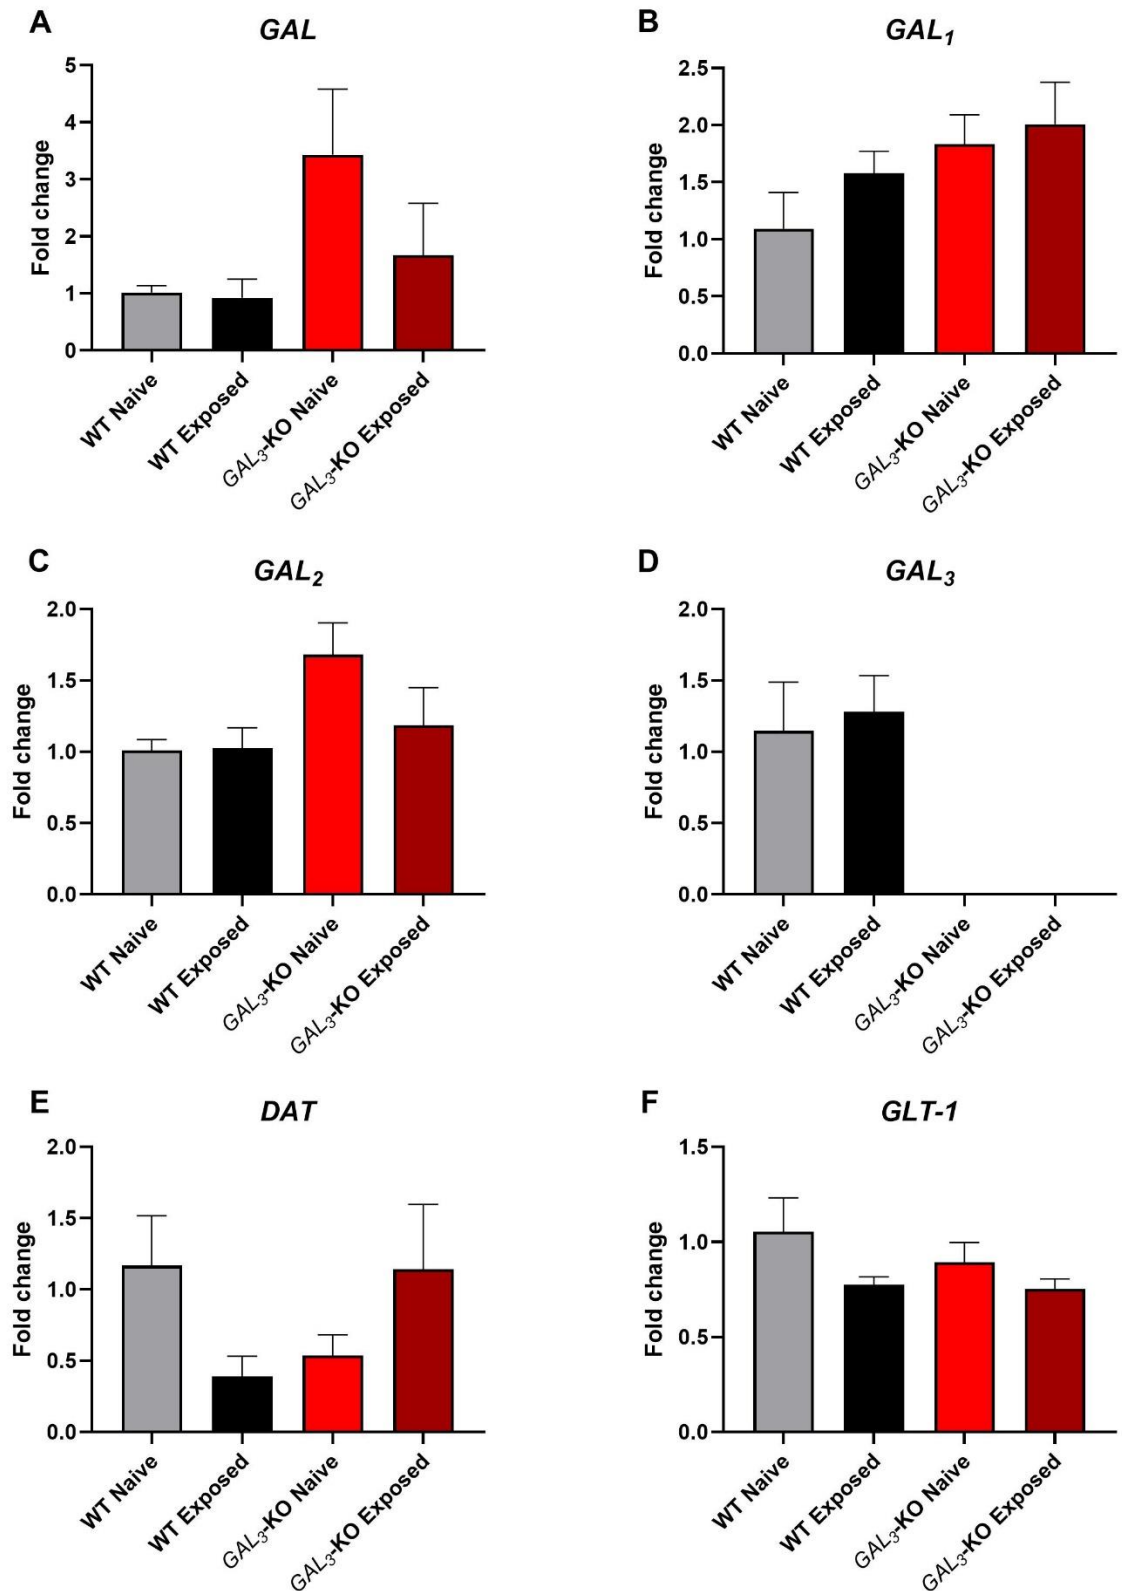 A
GAL
5
4
3
2
1
0
Fold change
WT Naive
WT Exposed
GAL3-KO Naive
GAL3-KO Exposed
B
GAL1
2.5
2.0
1.5
1.0
0.5
0.0
Fold change
WT Naive
WT Exposed
GAL3-KO Naive
GAL3-KO Exposed
C
GAL2
2.0
1.5
1.0
0.5
0.0
Fold change
WT Naive
WT Exposed
GAL3-KO Naive
GAL3-KO Exposed
D
GAL3
2.0
1.5
1.0
0.5
0.0
Fold change
WT Naive
WT Exposed
GAL3-KO Naive
GAL3-KO Exposed
E
DAT
2.0
1.5
1.0
0.5
0.0
Fold change
WT Naive
WT Exposed
GAL3-KO Naive
GAL3-KO Exposed
F
GLT-1
1.5
1.0
0.5
0.0
Fold change
WT Naive
WT Exposed
GAL3-KO Naive
GAL3-KO Exposed